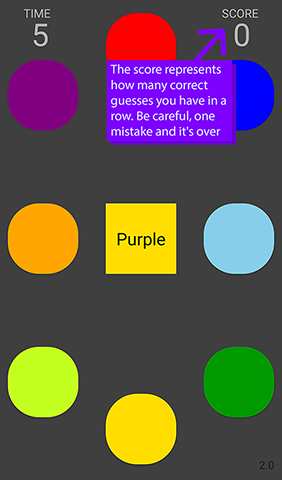 TIME
5
SCORE
0
The score represents
how many correct
guesses you have in a
row. Be careful, one
mistake and it's over
Purple
2.0